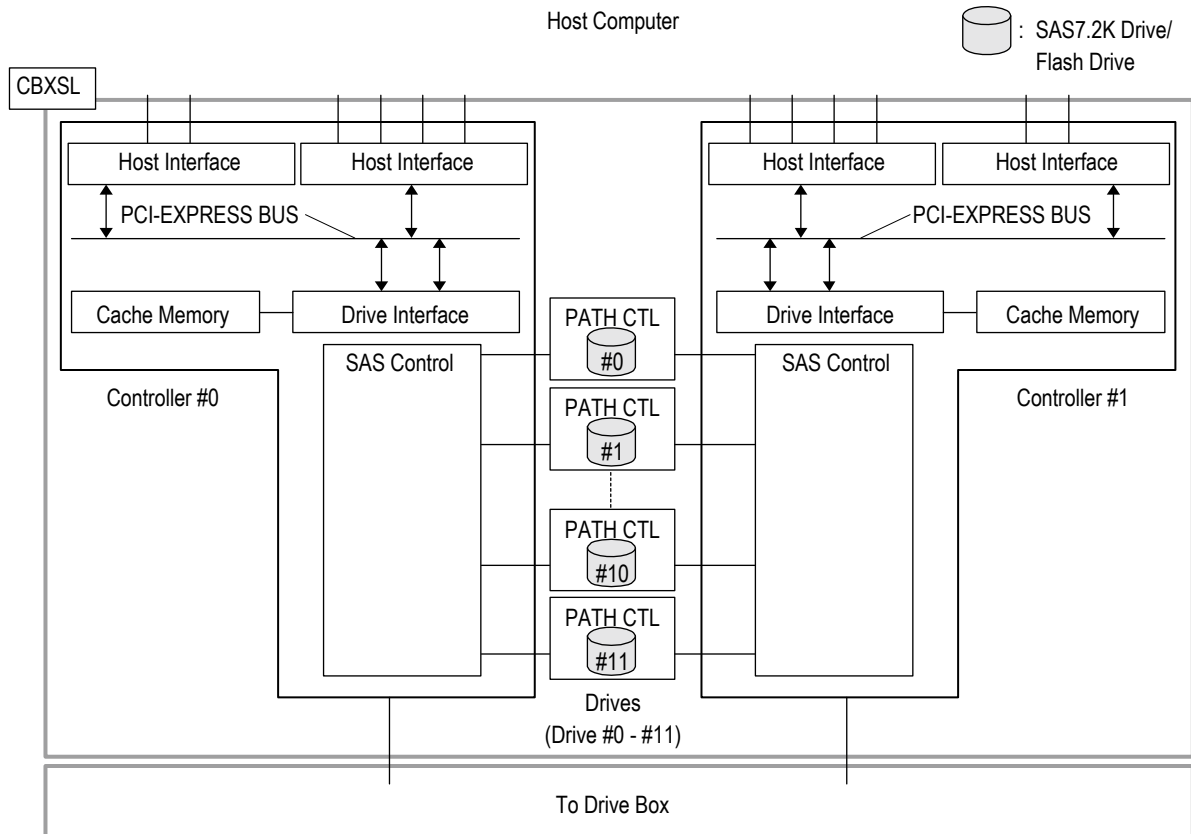 Host Computer
: SAS7.2K Drive/
Flash Drive
CBXSL
Host Interface
Host Interface
Host Interface
Host Interface
PCI-EXPRESS BUS
PCI-EXPRESS BUS
Cache Memory
Drive Interface
PATH CTL
#0
Drive Interface
Cache Memory
SAS Control
SAS Control
Controller #0
Controller #1
PATH CTL
#1
PATH CTL
#10
PATH CTL
#11
Drives
(Drive #0 - #11)
To Drive Box